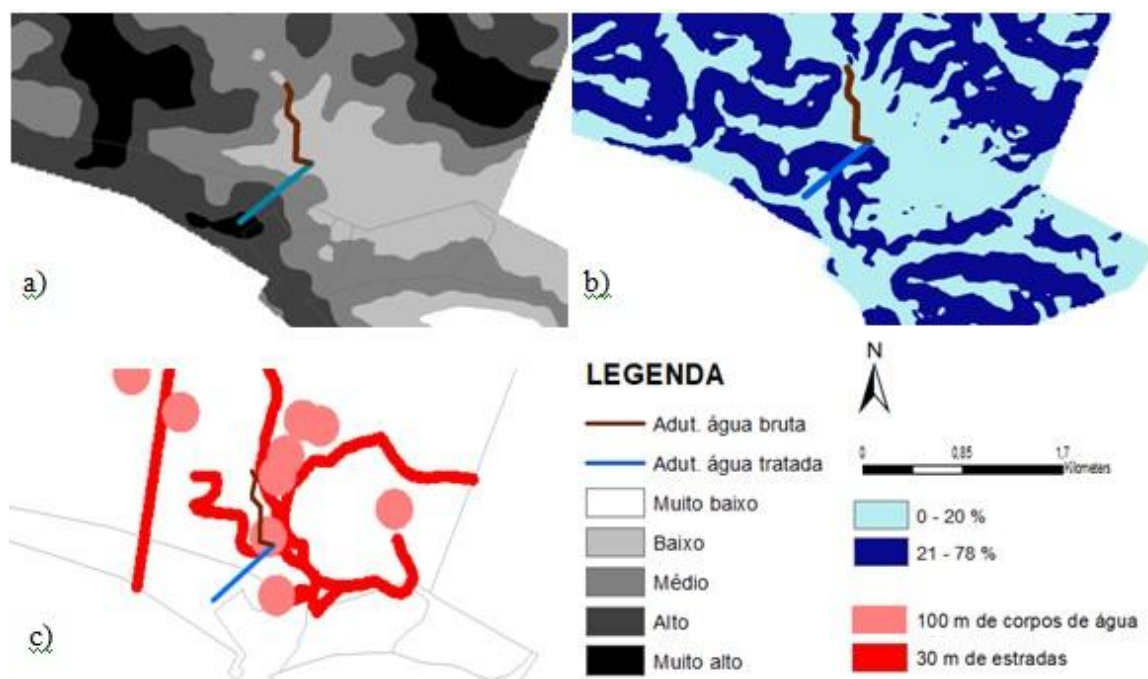 a)
b)
c)
LEGENDA
Adut. água bruta
Adut. água tratada
Muito baixo
Baixo
Médio
Alto
Muito alto
N
0 0,85 1,7
Kilometers
0 - 20 %
21 - 78 %
100 m de corpos de água
30 m de estradas